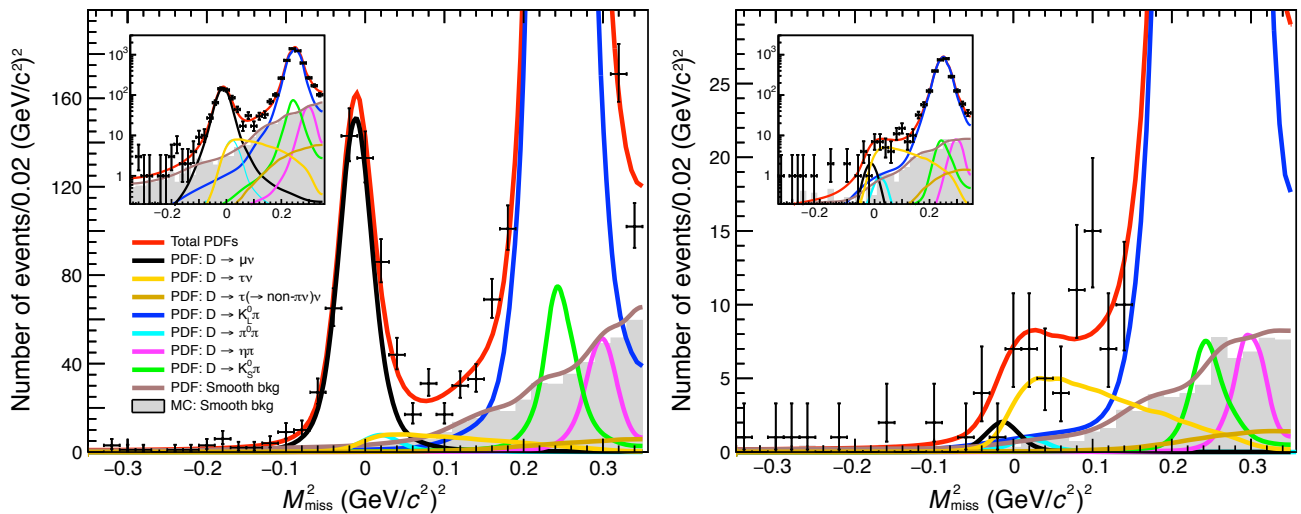 Number of events/0.02 (GeV/c²)²
160
120
80
40
0
10³
10²
10
1
−0.2
0
0.2
Total PDFs
PDF: D → μν
PDF: D → τν
PDF: D → τ(→ non-πν)ν
PDF: D → K⁰_L π
PDF: D → π⁰π
PDF: D → ηπ
PDF: D → K⁰_S π
PDF: Smooth bkg
MC: Smooth bkg
−0.3
−0.2
−0.1
0
0.1
0.2
0.3
M²_miss (GeV/c²)²
Number of events/0.02 (GeV/c²)²
25
20
15
10
5
0
10³
10²
10
1
−0.2
0
0.2
−0.3
−0.2
−0.1
0
0.1
0.2
0.3
M²_miss (GeV/c²)²